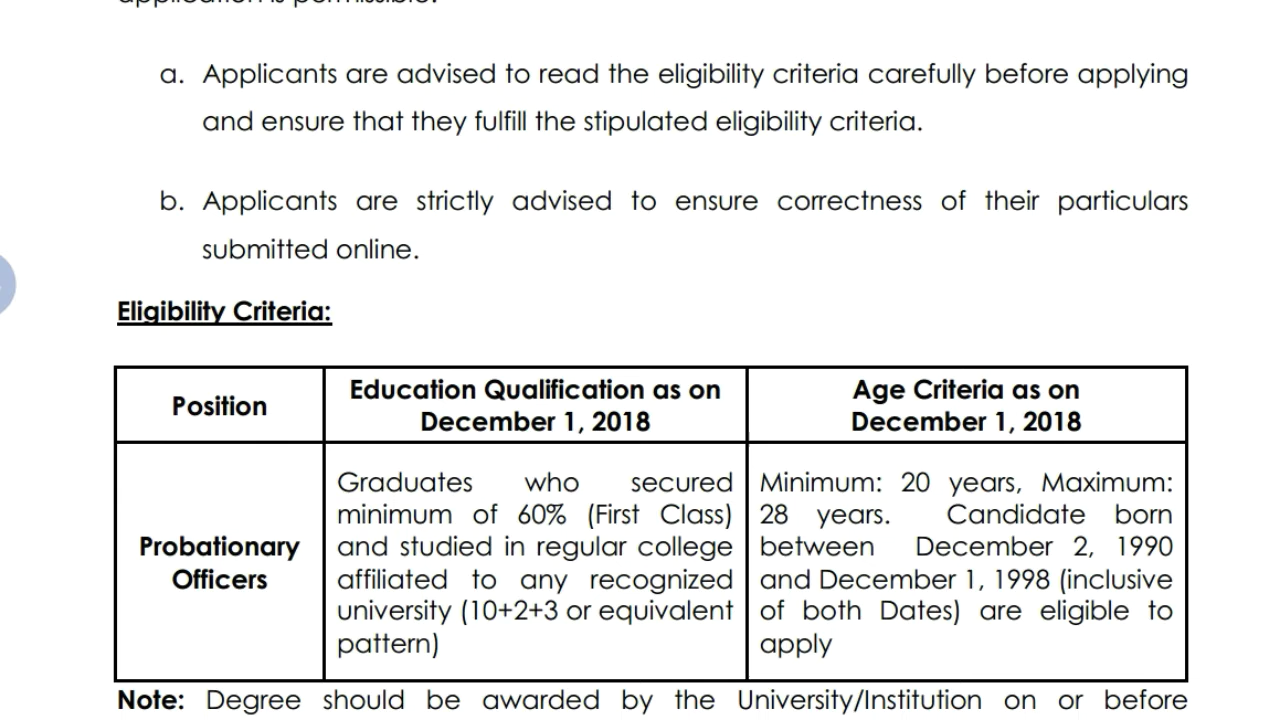 application is permissible.
a. Applicants are advised to read the eligibility criteria carefully before applying
and ensure that they fulfill the stipulated eligibility criteria.
b. Applicants are strictly advised to ensure correctness of their particulars
submitted online.
Eligibility Criteria:
Position
Education Qualification as on
December 1, 2018
Age Criteria as on
December 1, 2018
Probationary
Officers
Graduates who secured
minimum of 60% (First Class)
and studied in regular college
affiliated to any recognized
university (10+2+3 or equivalent
pattern)
Minimum: 20 years, Maximum:
28 years. Candidate born
between December 2, 1990
and December 1, 1998 (inclusive
of both Dates) are eligible to
apply
Note: Degree should be awarded by the University/Institution on or before